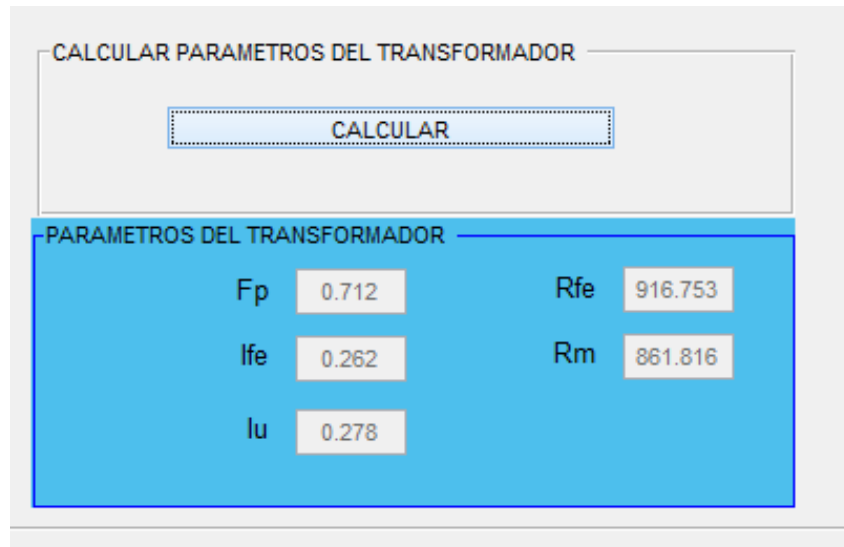 CALCULAR PARAMETROS DEL TRANSFORMADOR
CALCULAR
PARAMETROS DEL TRANSFORMADOR
Fp 0.712 Rfe 916.753
Ife 0.262 Rm 861.816
Iu 0.278